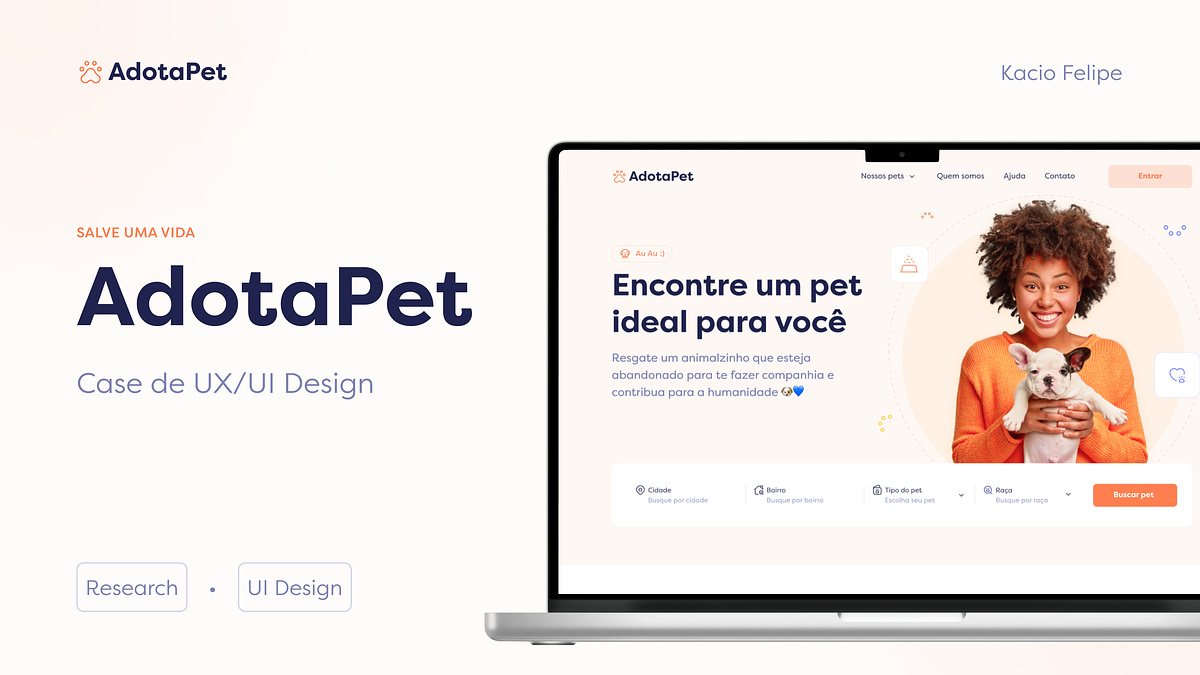 AdotaPet
Kacio Felipe
SALVE UMA VIDA
AdotaPet
Case de UX/UI Design
Research
•
UI Design
AdotaPet
Nossos pets
Quem somos
Ajuda
Contato
Entrar
Au Au :)
Encontre um pet
ideal para você
Resgate um animalzinho que esteja
abandonado para te fazer companhia e
contribua para a humanidade 🐶💙
Cidade
Busque por cidade
Bairro
Busque por bairro
Tipo do pet
Escolha seu pet
Raça
Busque por raça
Buscar pet